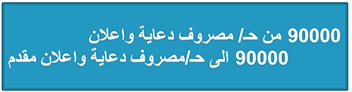 90000 من حـ/ مصروف دعاية واعلان
90000 الى حـ/مصروف دعاية واعلان مقدم